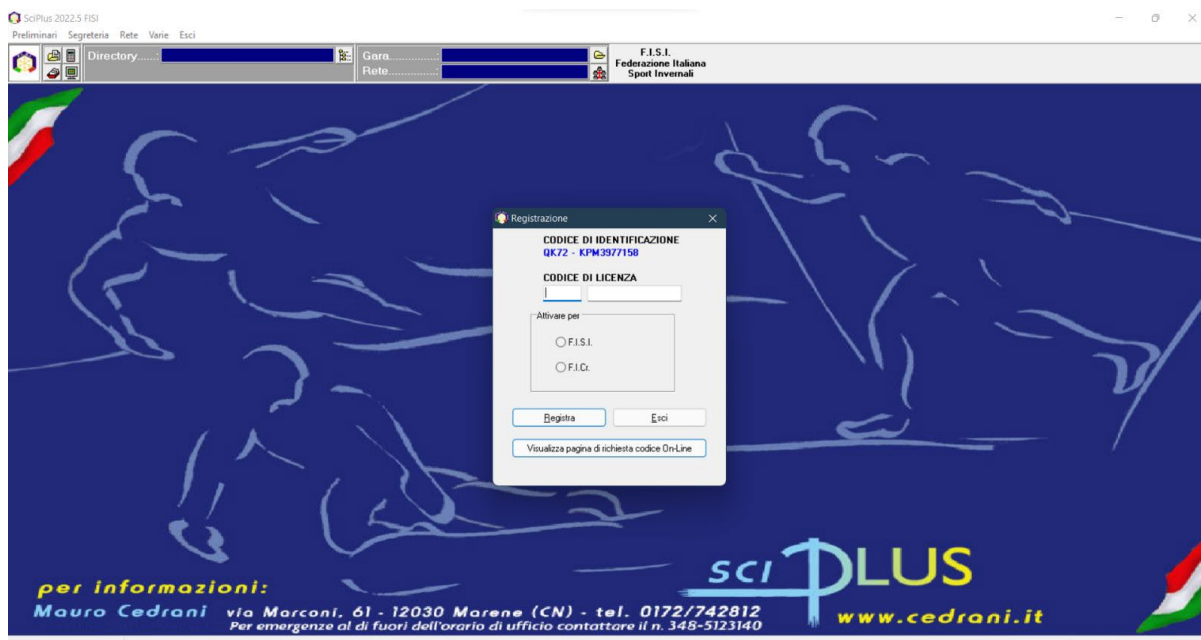 SciPlus 2022.5 FISI
Preliminari Segreteria Rete Varie Esci
Directory.....:
Gara.............:
Rete..............:
F.I.S.I.
Federazione Italiana
Sport Invernali
Registrazione
CODICE DI IDENTIFICAZIONE
QK72 - KPM3977158
CODICE DI LICENZA
Attivare per
F.I.S.I.
F.I.Cr.
Registra Esci
Visualizza pagina di richiesta codice On-Line
SCI PLUS
per informazioni:
Mauro Cedrani via Marconi, 61 - 12030 Marene (CN) - tel. 0172/742812
Per emergenze al di fuori dell'orario di ufficio contattare il n. 348-5123140
www.cedrani.it